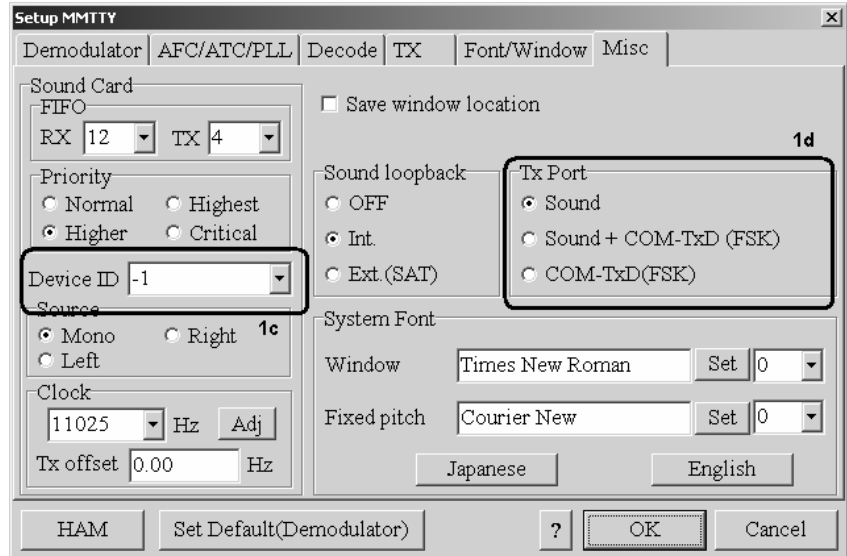 Setup MMTTY
x
Demodulator AFC/ATC/PLL Decode TX Font/Window Misc
Sound Card
FIFO
RX 12 TX 4
Save window location
1d
Priority
Normal Highest
Higher Critical
Sound loopback
OFF
Int.
Ext.(SAT)
Tx Port
Sound
Sound + COM-TxD (FSK)
COM-TxD(FSK)
Device ID -1
Source
Mono Right 1c
Left
System Font
Window Times New Roman Set 0
Fixed pitch Courier New Set 0
Japanese English
Clock
11025 Hz Adj
Tx offset 0.00 Hz
HAM Set Default(Demodulator) ? OK Cancel